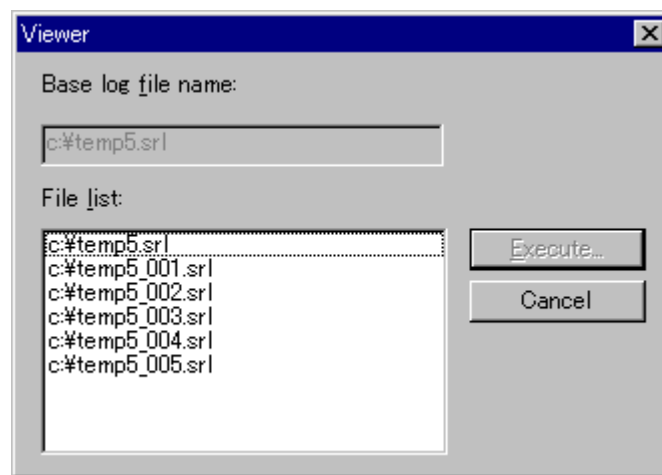 Viewer
Base log file name:
c:¥temp5.srl
File list:
c:¥temp5.srl
c:¥temp5_001.srl
c:¥temp5_002.srl
c:¥temp5_003.srl
c:¥temp5_004.srl
c:¥temp5_005.srl
Execute...
Cancel